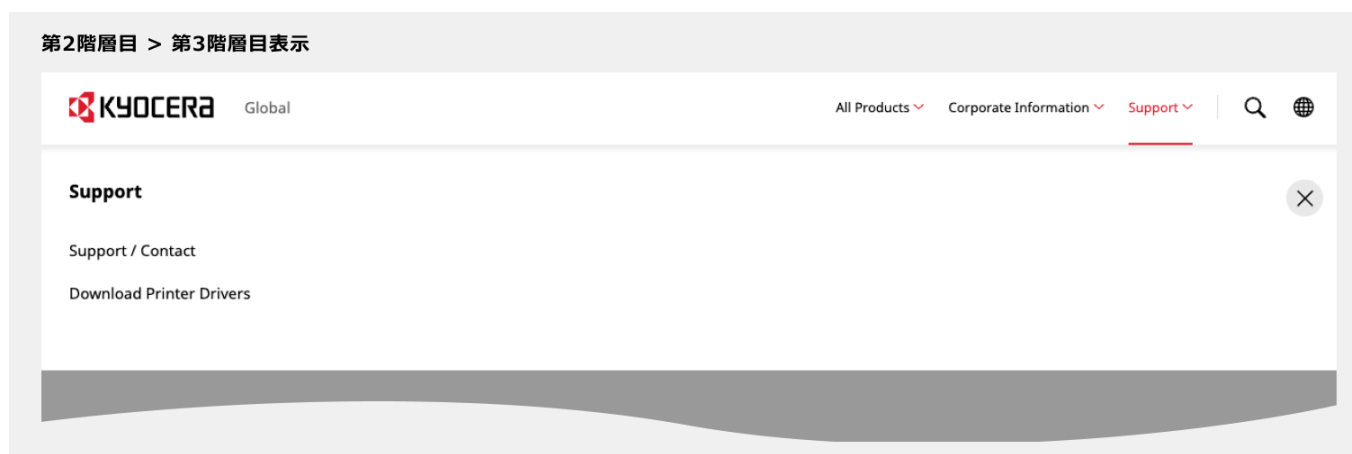 第2階層目 > 第3階層目表示
KYOCERA Global All Products Corporate Information Support
Support
Support / Contact
Download Printer Drivers